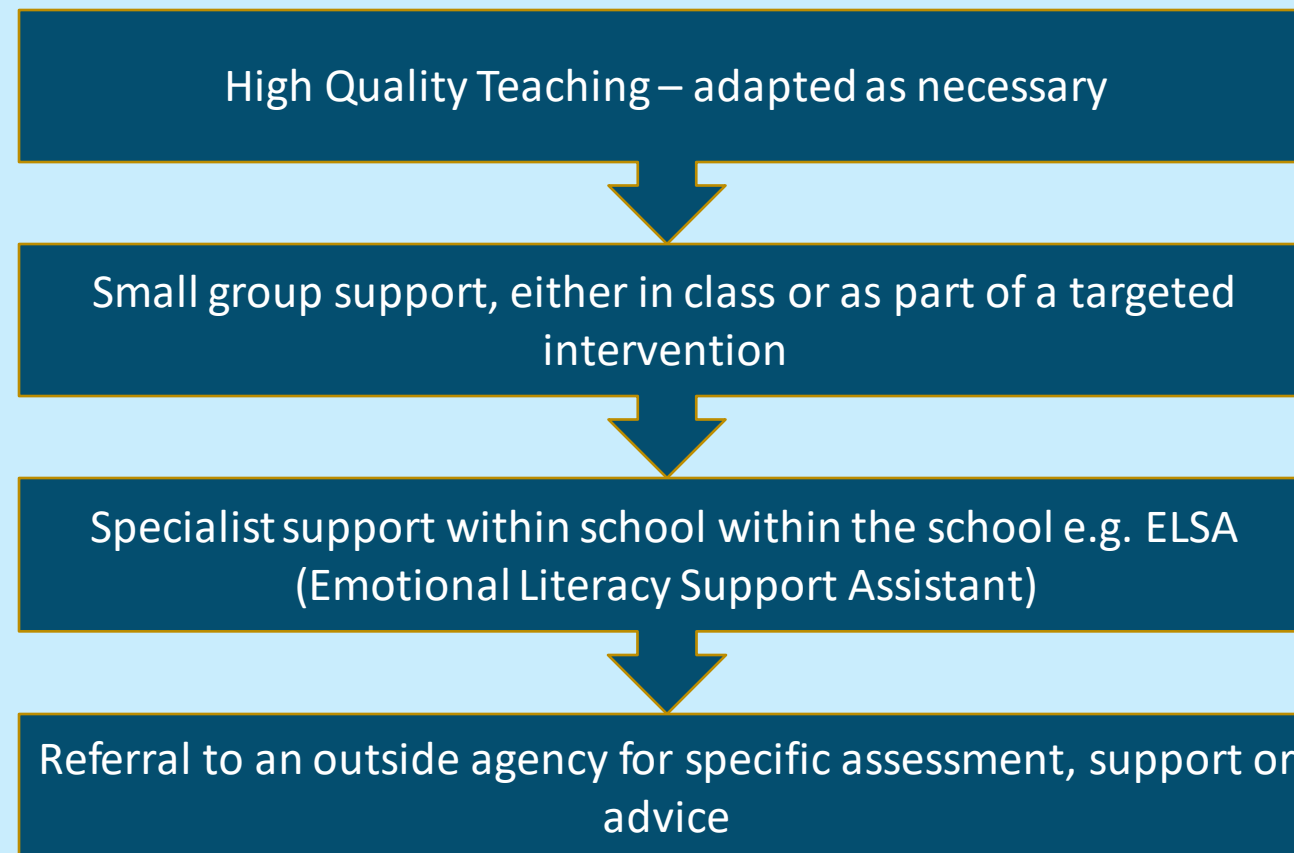 High Quality Teaching – adapted as necessary
Small group support, either in class or as part of a targeted
intervention
Specialist support within school within the school e.g. ELSA
(Emotional Literacy Support Assistant)
Referral to an outside agency for specific assessment, support or
advice